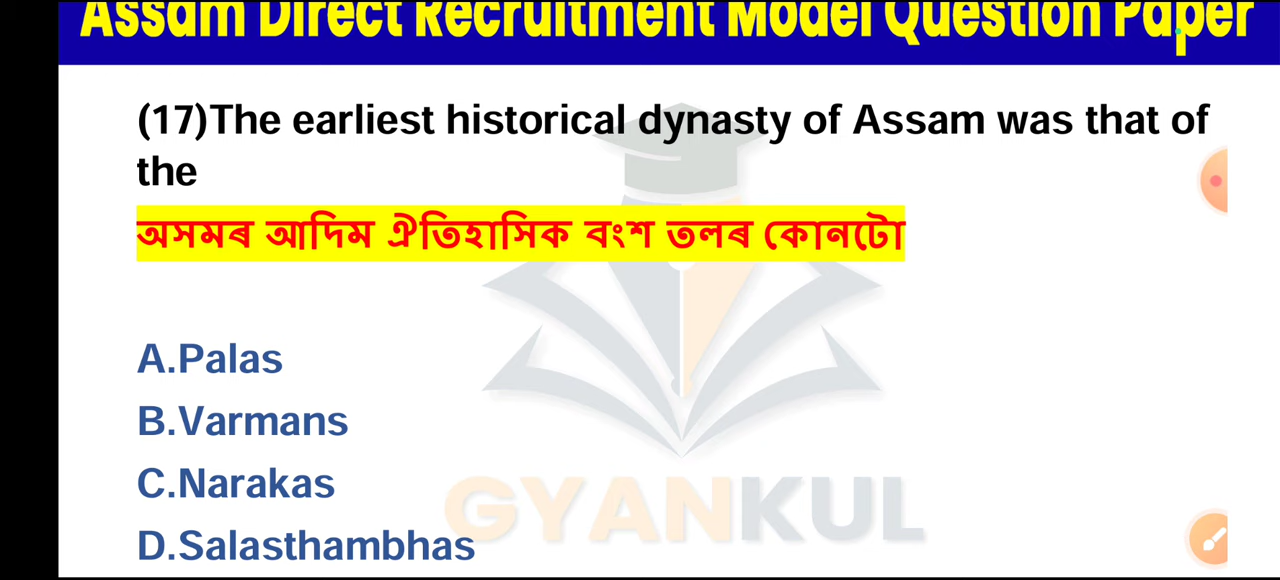 Assam Direct Recruitment Model Question Paper
(17)The earliest historical dynasty of Assam was that of
the
অসমৰ আদিম ঐতিহাসিক বংশ তলৰ কোনটো
A.Palas
B.Varmans
C.Narakas
GYANKUL
D.Salasthambhas